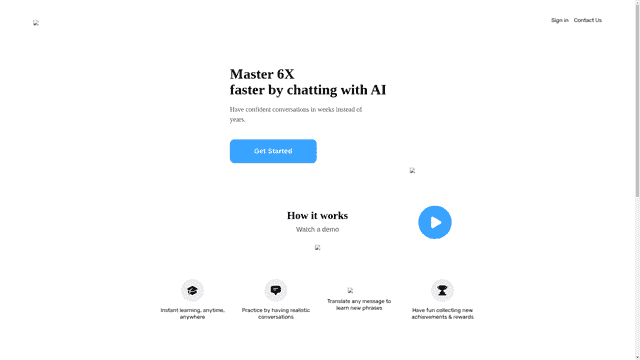 Sign in
Contact Us
Master 6X
faster by chatting with AI
Have confident conversations in weeks instead of
years.
Get Started
How it works
Watch a demo
Instant learning, anytime,
anywhere
Practice by having realistic
conversations
Translate any message to
learn new phrases
Have fun collecting new
achievements & rewards